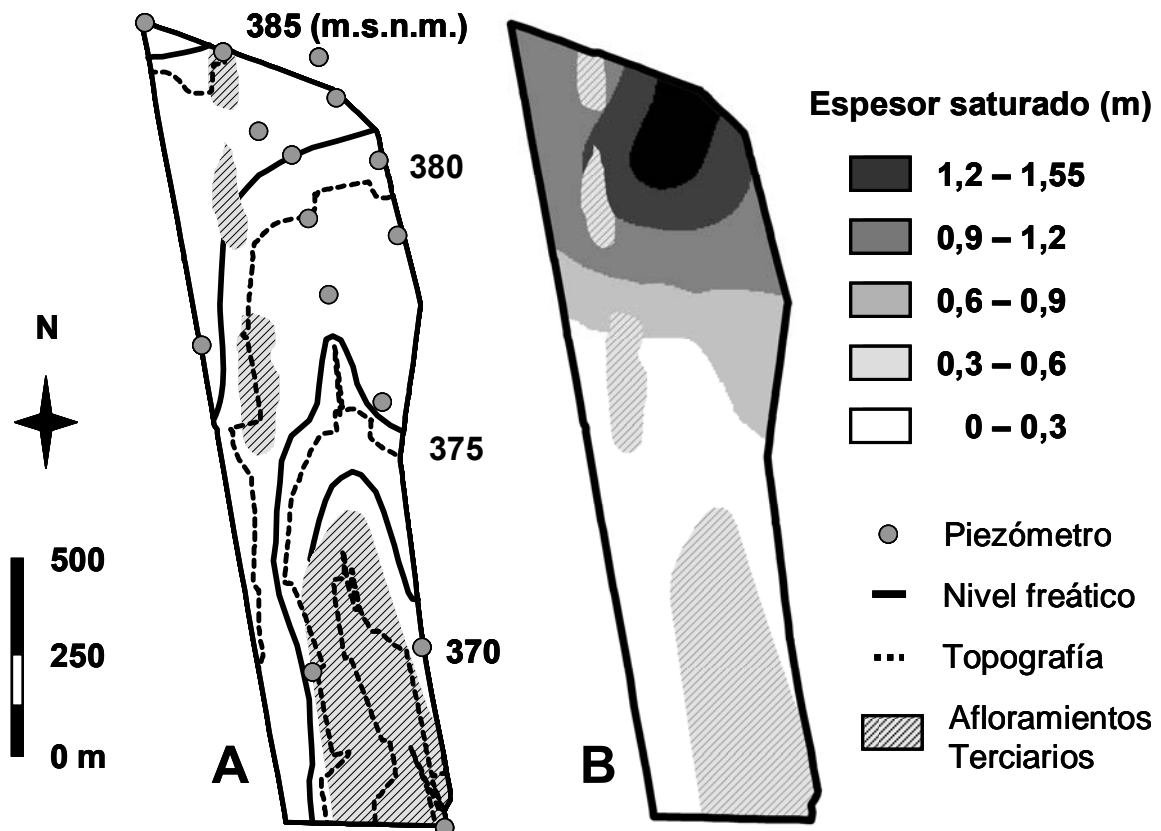 385 (m.s.n.m.)
380
375
370
N
500
250
0 m
A
B
Espesor saturado (m)
1,2 – 1,55
0,9 – 1,2
0,6 – 0,9
0,3 – 0,6
0 – 0,3
Piezómetro
Nivel freático
Topografía
Afloramientos
Terciarios